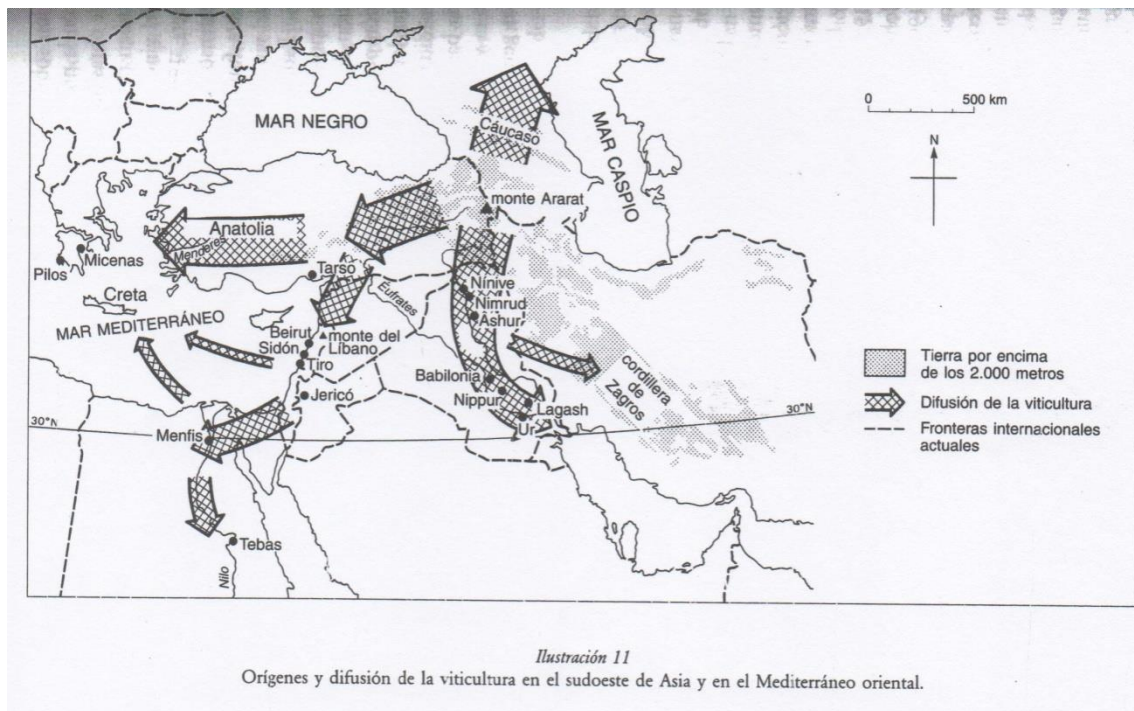 MAR NEGRO
Cáucaso
MAR CASPIO
0 500 km
N
monte Ararat
Anatolia
Menderes
Pilos
Micenas
Tarso
Creta
MAR MEDITERRÁNEO
Éufrates
Nínive
Nimrud
Ashur
Beirut
Sidón
Tiro
monte del
Líbano
Jericó
Babilonia
Nippur
Lagash
Ur
cordillera
de
Zagros
30°N
30°N
Menfis
Tebas
Nilo
Tierra por encima
de los 2.000 metros
Difusión de la viticultura
Fronteras internacionales
actuales
Ilustración 11
Orígenes y difusión de la viticultura en el sudoeste de Asia y en el Mediterráneo oriental.